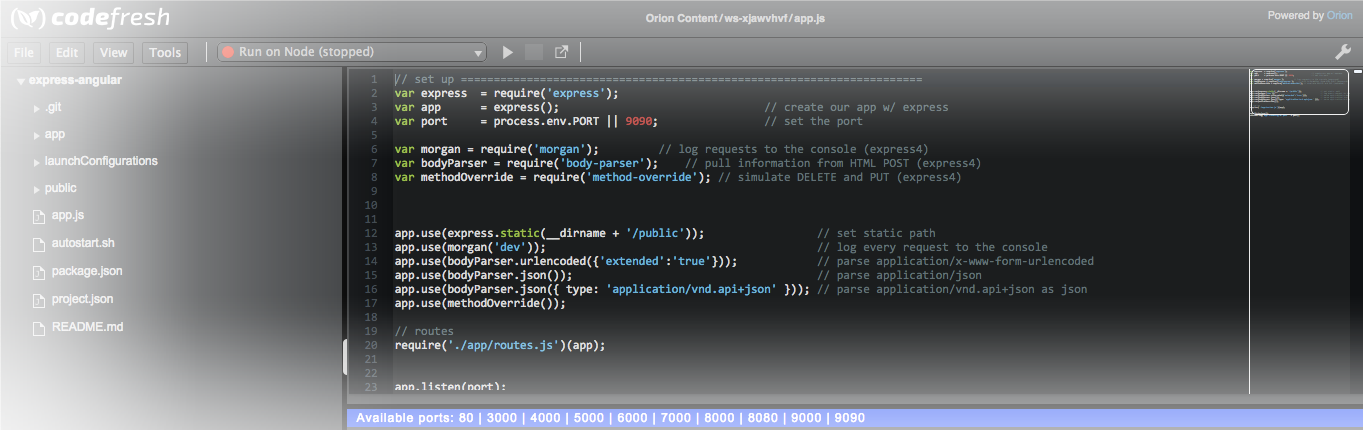 codefresh
Orion Content/ws-xjawvhvf/app.js
Powered by Orion
File Edit View Tools
Run on Node (stopped)
express-angular
.git
app
launchConfigurations
public
app.js
autostart.sh
package.json
project.json
README.md
1 // set up ======================================================================
2 var express  = require('express');
3 var app      = express();                               // create our app w/ express
4 var port     = process.env.PORT || 9090;                // set the port
5
6 var morgan = require('morgan');         // log requests to the console (express4)
7 var bodyParser = require('body-parser');    // pull information from HTML POST (express4)
8 var methodOverride = require('method-override'); // simulate DELETE and PUT (express4)
9
10
11
12 app.use(express.static(__dirname + '/public'));                 // set static path
13 app.use(morgan('dev'));                                         // log every request to the console
14 app.use(bodyParser.urlencoded({'extended':'true'}));            // parse application/x-www-form-urlencoded
15 app.use(bodyParser.json());                                     // parse application/json
16 app.use(bodyParser.json({ type: 'application/vnd.api+json' })); // parse application/vnd.api+json as json
17 app.use(methodOverride());
18
19 // routes
20 require('./app/routes.js')(app);
21
22
23 app.listen(port);
Available ports: 80 | 3000 | 4000 | 5000 | 6000 | 7000 | 8000 | 8080 | 9000 | 9090